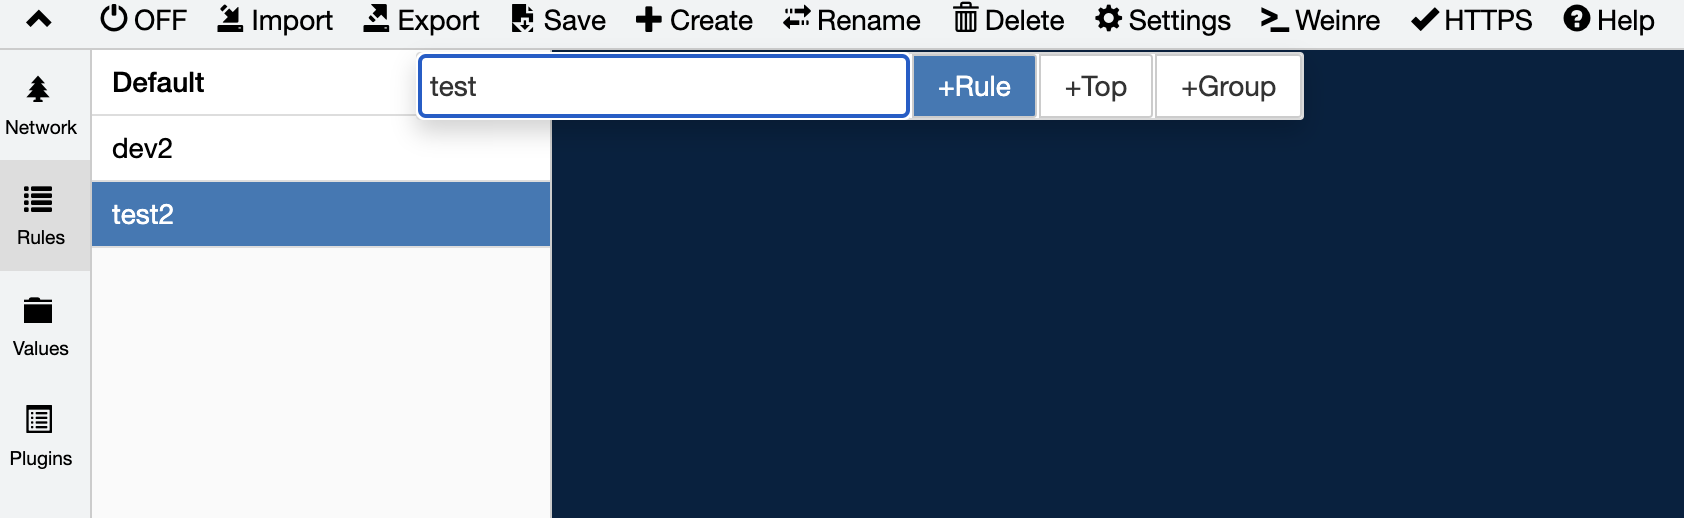 OFF Import Export Save Create Rename Delete Settings Weinre HTTPS Help
Network
Rules
Values
Plugins
Default
dev2
test2
test +Rule +Top +Group